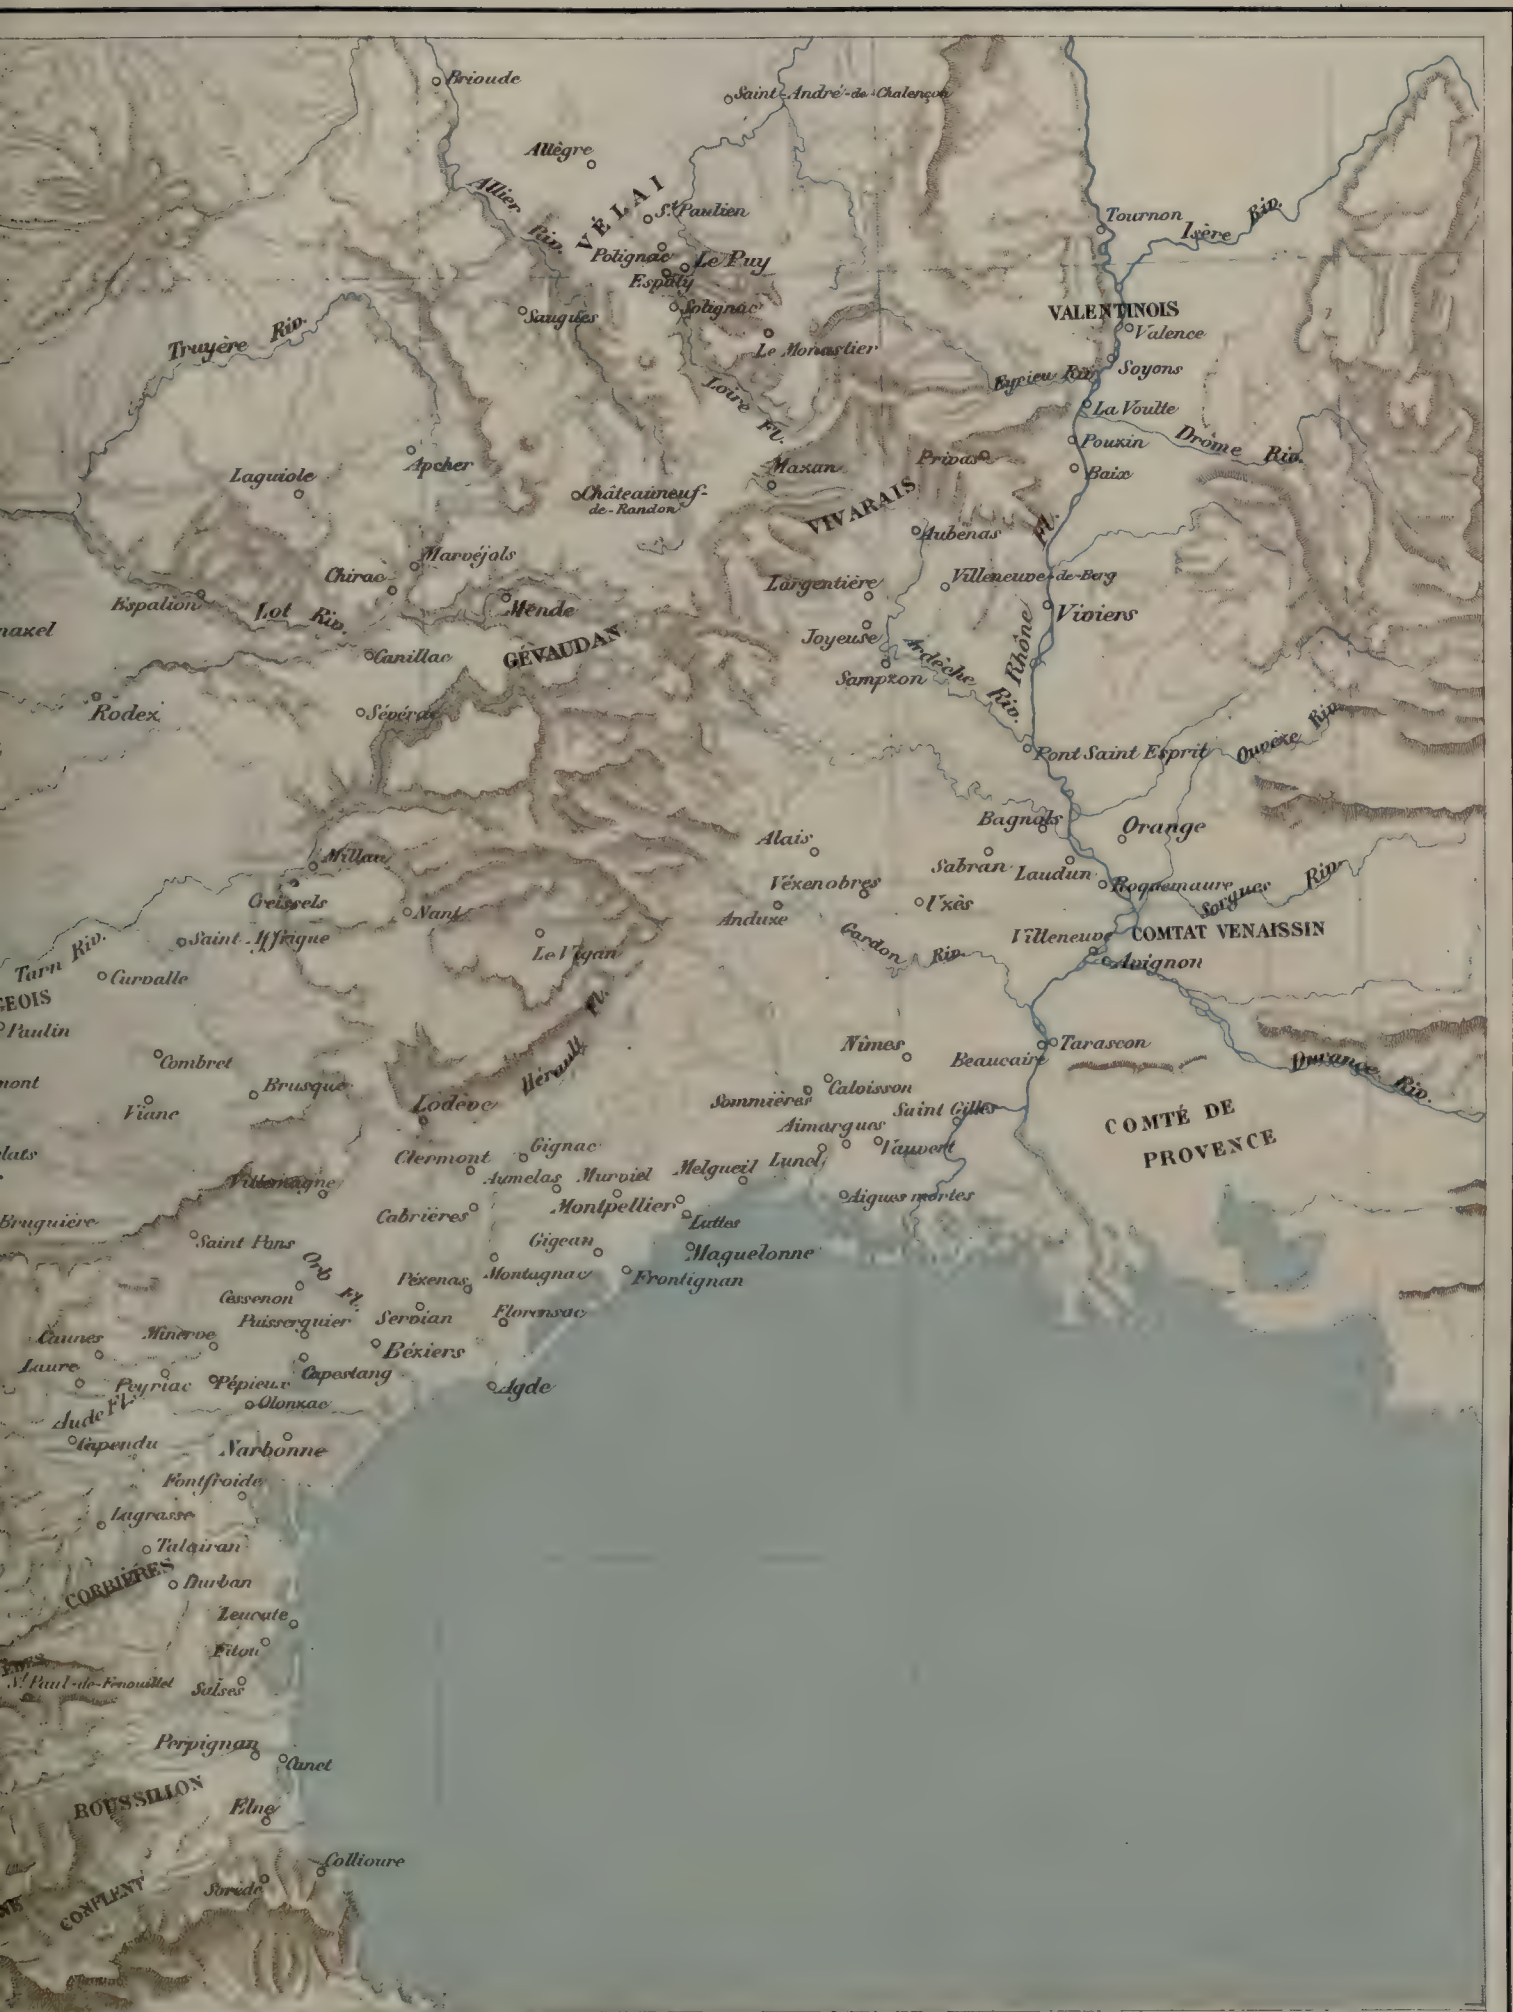 Brioude
Saint-André-de-Chalençon
Allègre
Allier Riv.
VÉLAI
St. Paulien
Tournon
Isère Riv.
Polignac
Le Puy
Espaly
Solignac
Saugues
VALENTINOIS
Valence
Truyère Riv.
Le Monastier
Soyons
Eyrieu Riv.
Loire Fl.
La Voulte
Drôme Riv.
Pouzin
Apcher
Mazan
Privas
Baix
Laguiole
Châteauneuf-
de-Randon
VIVARAIS
Aubenas
Marvéjols
Chirac
Largentière
Villeneuve-de-Berg
Espalion
Lot Riv.
Mende
Viviers
GÉVAUDAN
Joyeuse
Rhône Fl.
Canillac
Sampzon
Ardèche Riv.
Rodez
Sévérac
Pont Saint Esprit
Ouvèze Riv.
Bagnols
Orange
Alais
Millau
Sabran
Laudun
Vézenobres
Roquemaure
Creissels
Nant
Anduze
Uzès
Sorgues Riv.
Saint-Affrique
Le Vigan
Gardon Riv.
Villeneuve
COMTAT VENAISSIN
Tarn Riv.
Avignon
Curvalle
GEOIS
Paulin
Hérault Fl.
Nîmes
Tarascon
Combret
Beaucaire
Durance Riv.
mont
Brusque
Calvisson
Viane
Lodève
Sommières
Saint Gilles
COMTÉ DE
PROVENCE
Aimargues
Gignac
Vauvert
Clermont
Lunel
Aumelas
Murviel
Melgueil
Villemagne
Aigues mortes
Montpellier
Bruguière
Cabrières
Lattes
Saint Pons
Gigean
Maguelonne
Orb Fl.
Pézenas
Montagnac
Frontignan
Cessenon
Puisserguier
Servian
Florensac
Caunes
Minerve
Béziers
Laure
Capestang
Peyriac
Pépieux
Agde
Aude Fl.
Olonzac
Capendu
Narbonne
Fontfroide
Lagrasse
Talairan
CORBIÈRES
Durban
Leucate
Fitou
St. Paul-de-Fenouillet
Salses
Perpignan
Canet
ROUSSILLON
Elne
Collioure
Sorède
CONFLENT